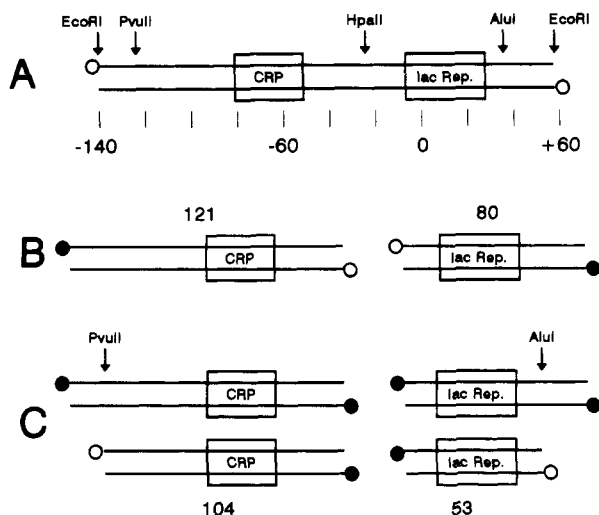 EcoRI PvuII HpaII AluI EcoRI
A
CRP lac Rep.
-140 -60 0 +60
121 80
B
CRP lac Rep.
PvuII AluI
CRP lac Rep.
C
CRP lac Rep.
104 53